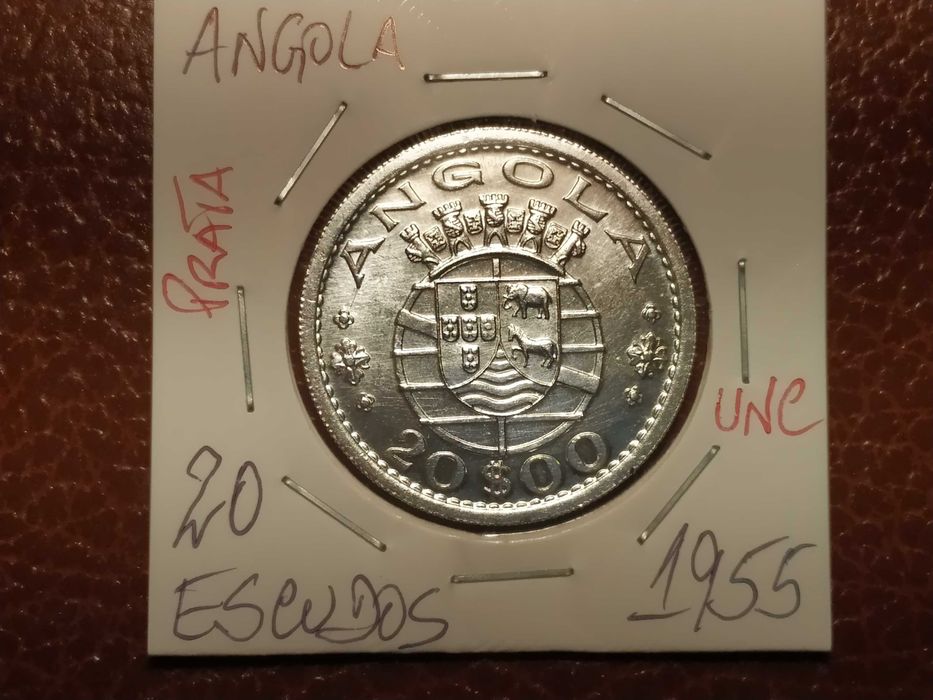 ANGOLA
PRATA
ANGOLA
20$00
UNC
20
ESCUDOS
1955